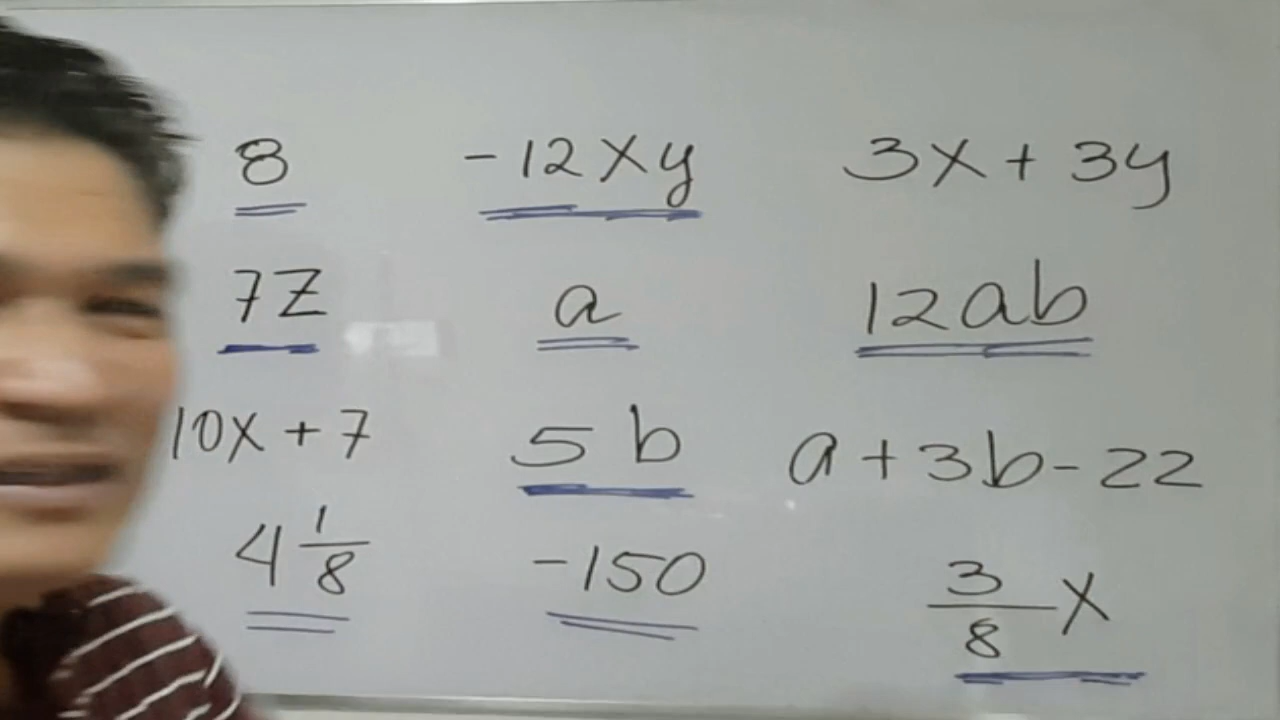 8 -12xy 3x + 3y
7z a 12ab
10x + 7 5b a + 3b - 22
4 1/8 -150 3/8 x